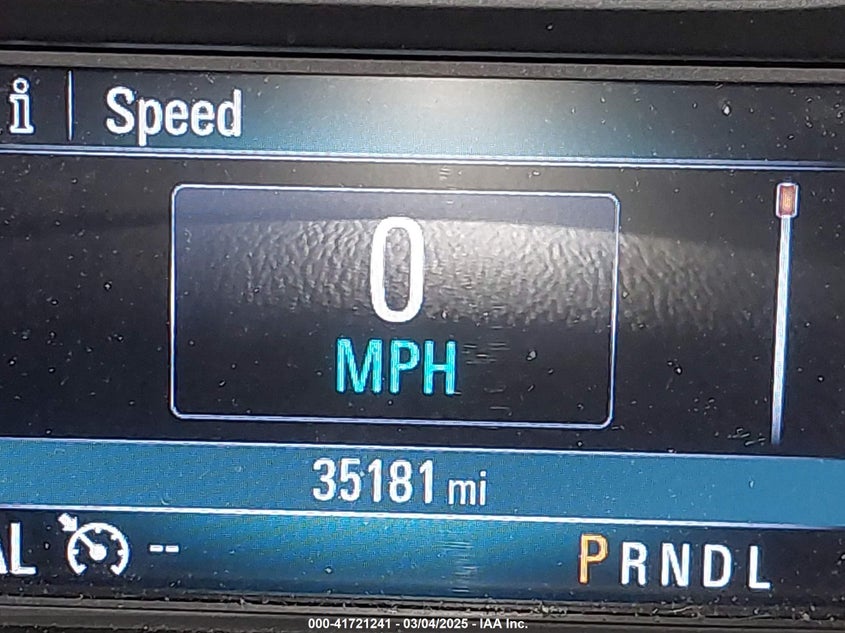 i Speed
0
MPH
35181 mi
AL --
PRNDL
000-41721241 - 03/04/2025 - IAA Inc.